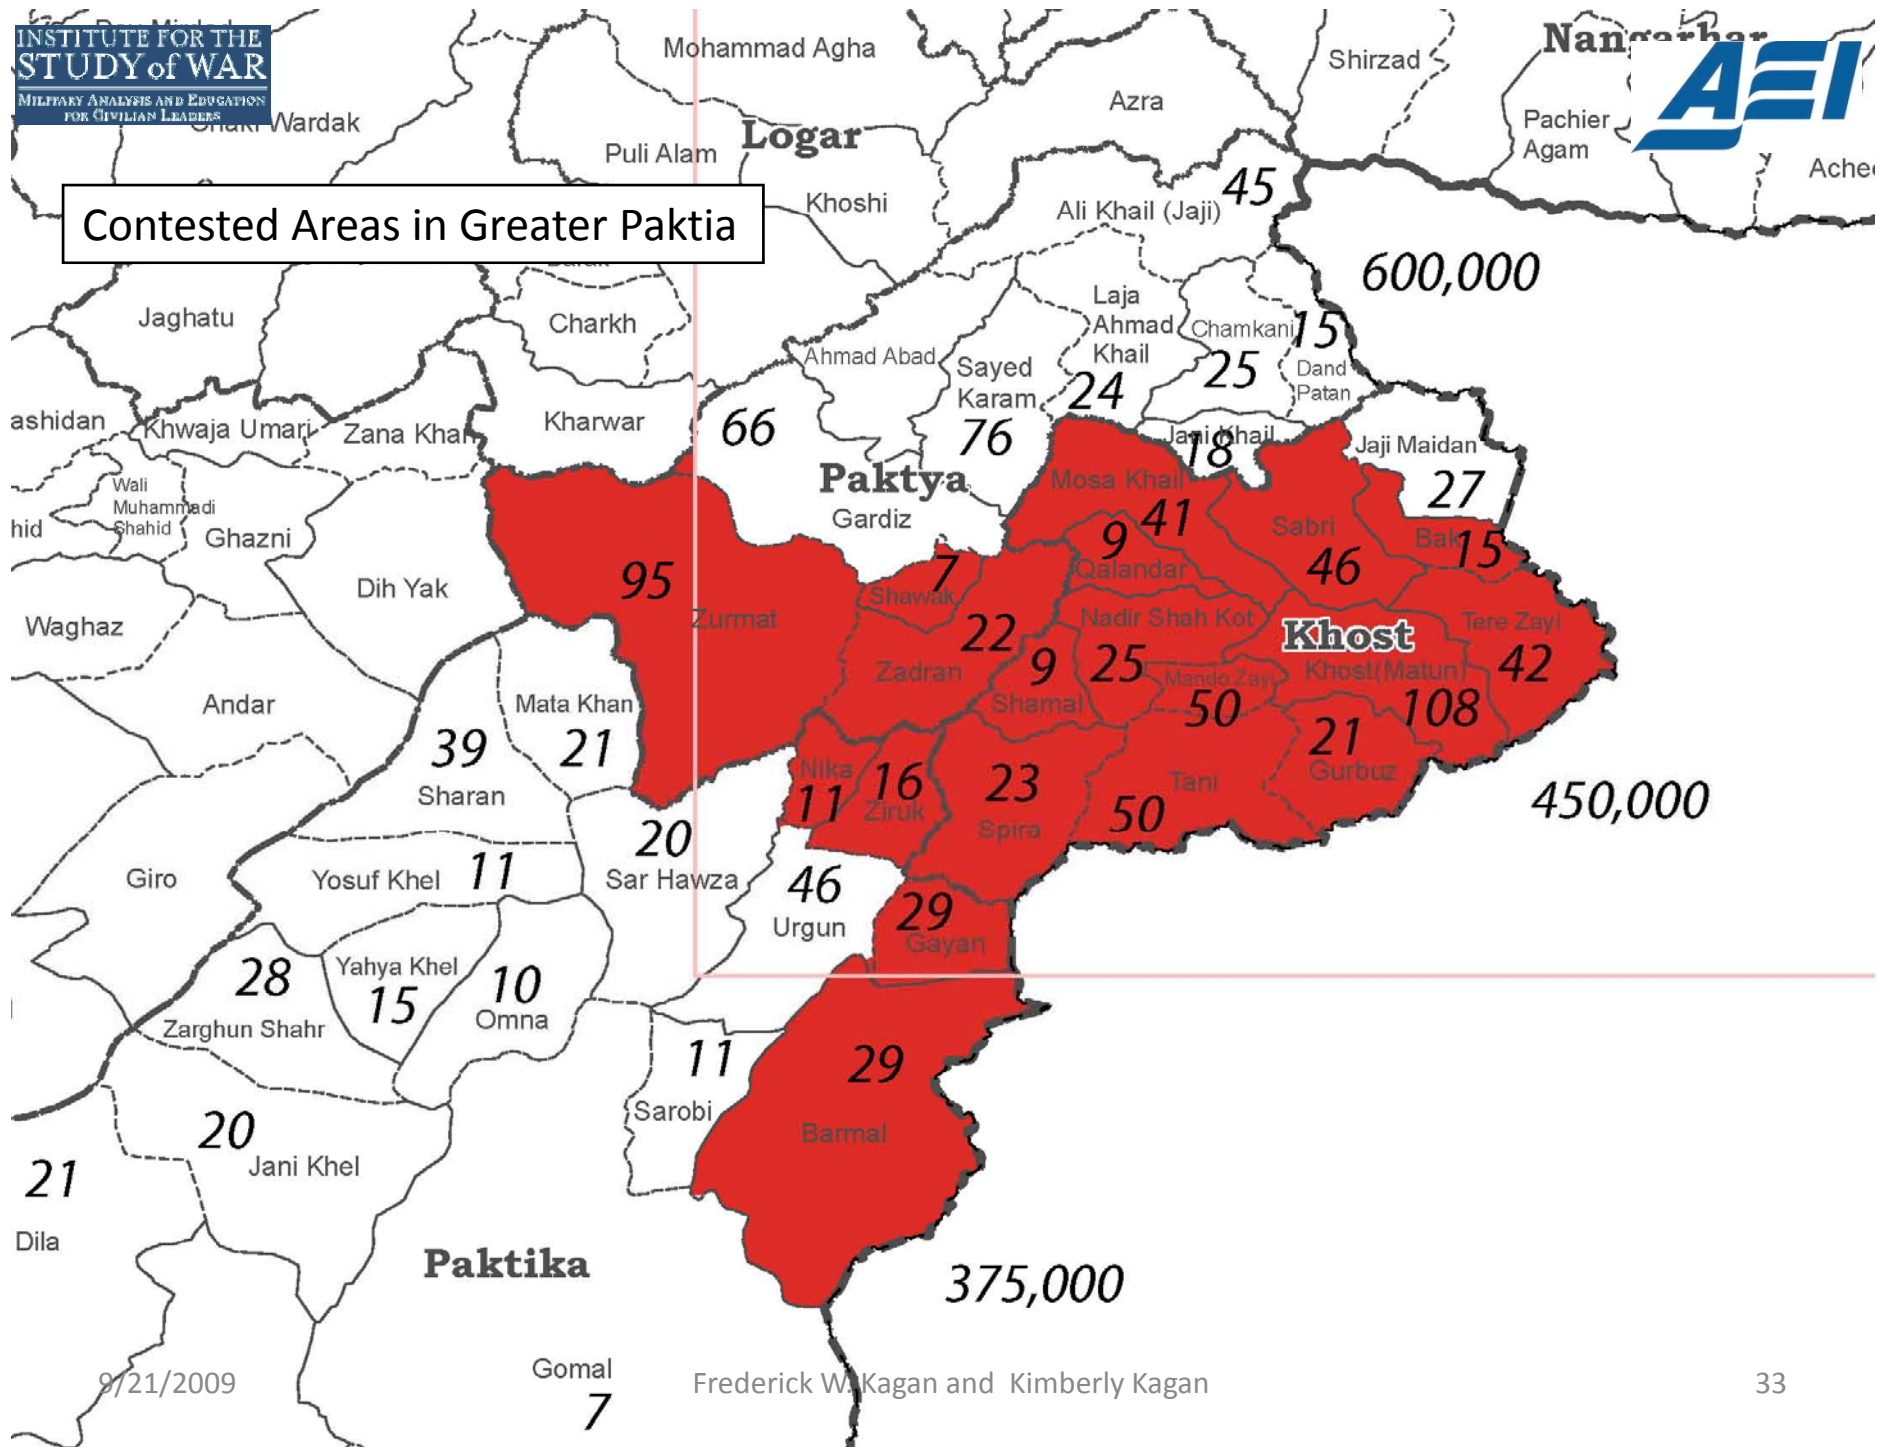 INSTITUTE FOR THE
STUDY of WAR
MILITARY ANALYSIS AND EDUCATION
FOR CIVILIAN LEADERS
AEI
Nangarhar
Mohammad Agha
Shirzad
Azra
Pachier
Agam
Wardak
Logar
Puli Alam
Khoshi
45
Ali Khail (Jaji)
Contested Areas in Greater Paktia
600,000
Jaghatu
Charkh
Laja
Ahmad
Khail
24
Chamkani
25
15
Dand
Patan
Ahmad Abad
Sayed
Karam
76
66
Khwaja Umari
Zana Khan
Kharwar
Jani Khail
18
Jaji Maidan
27
Paktya
Gardiz
Wali
Muhammadi
Shahid
Ghazni
Dih Yak
Mosa Khail
41
9
Qalandar
Sabri
46
Bak
15
95
Zurmat
7
Shawak
22
Zadran
Waghaz
Nadir Shah Kot
25
Khost
Khost(Matun)
108
Tere Zayi
42
9
Shamal
Mando Zayi
50
Andar
Mata Khan
21
39
Sharan
Nika
11
16
Ziruk
23
Spira
50
Tani
21
Gurbuz
450,000
Giro
Yosuf Khel
11
20
Sar Hawza
46
Urgun
29
Gayan
28
Zarghun Shahr
Yahya Khel
15
10
Omna
11
Sarobi
29
Barmal
20
Jani Khel
21
Dila
Paktika
375,000
Gomal
7
9/21/2009
Frederick W. Kagan and Kimberly Kagan
33